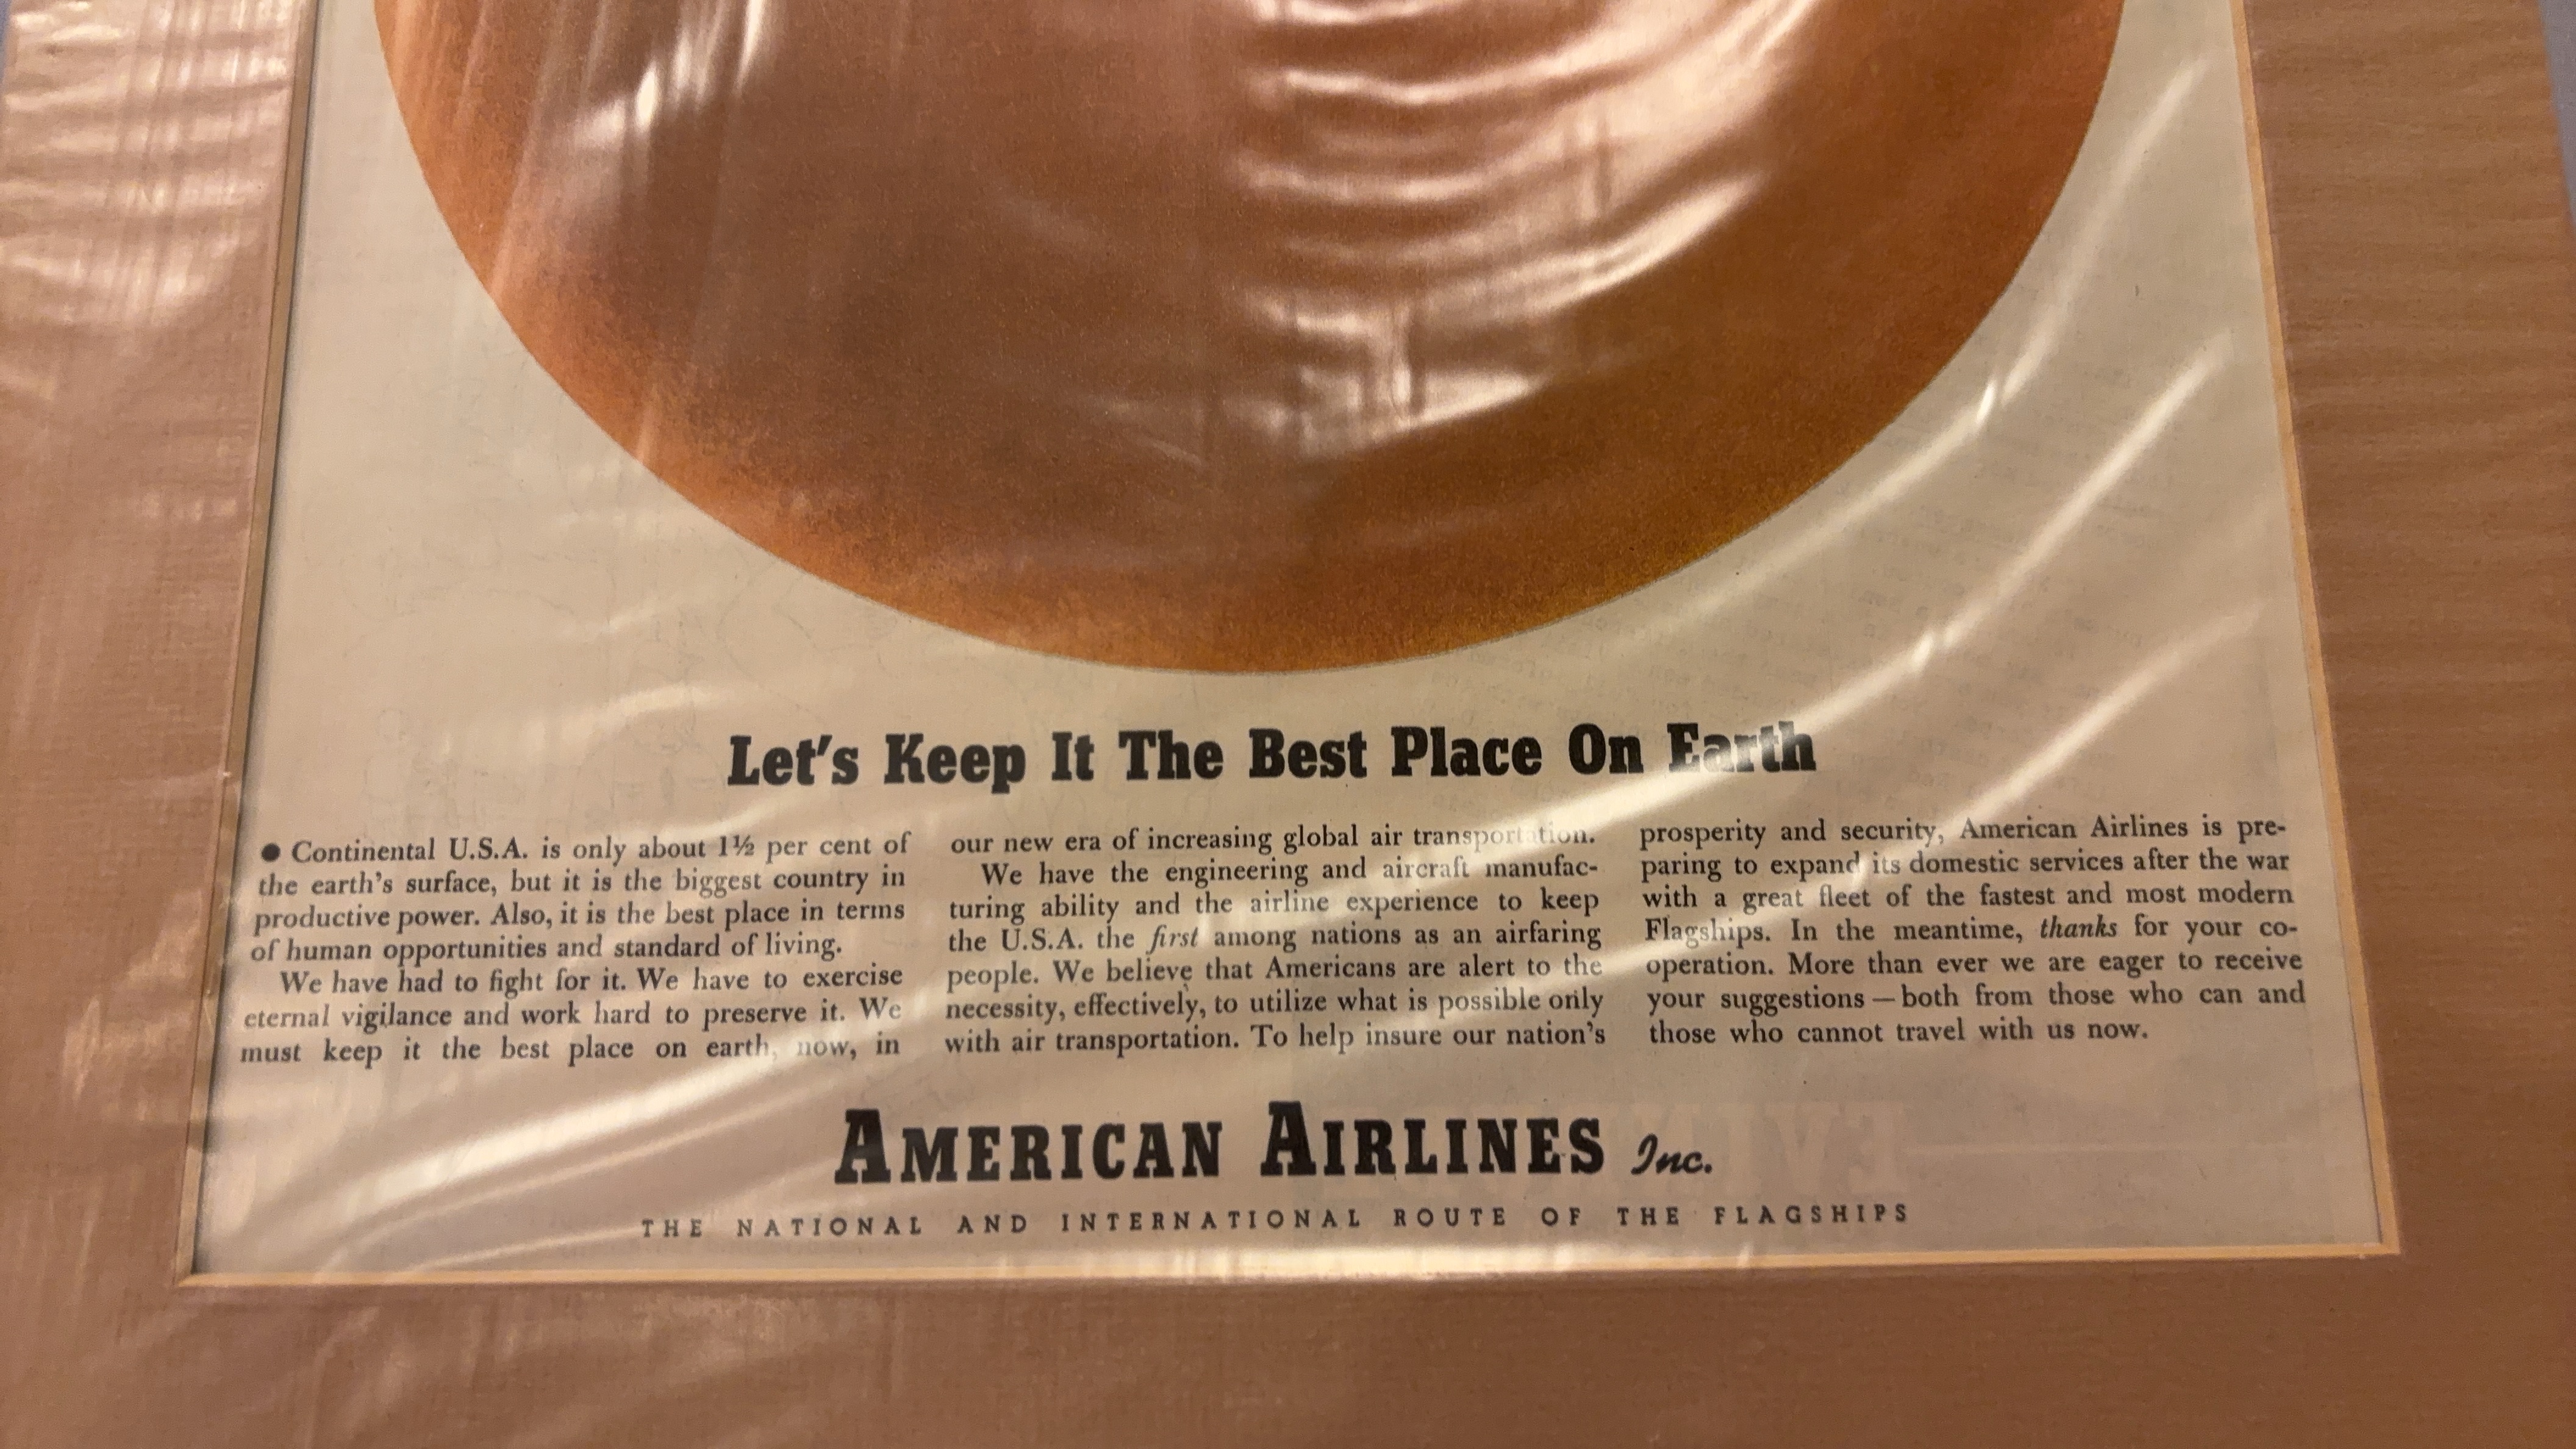 Let's Keep It The Best Place On Earth
● Continental U.S.A. is only about 1½ per cent of
the earth's surface, but it is the biggest country in
productive power. Also, it is the best place in terms
of human opportunities and standard of living.
We have had to fight for it. We have to exercise
eternal vigilance and work hard to preserve it. We
must keep it the best place on earth, now, in
our new era of increasing global air transportation.
We have the engineering and aircraft manufac-
turing ability and the airline experience to keep
the U.S.A. the first among nations as an airfaring
people. We believe that Americans are alert to the
necessity, effectively, to utilize what is possible only
with air transportation. To help insure our nation's
prosperity and security, American Airlines is pre-
paring to expand its domestic services after the war
with a great fleet of the fastest and most modern
Flagships. In the meantime, thanks for your co-
operation. More than ever we are eager to receive
your suggestions — both from those who can and
those who cannot travel with us now.
AMERICAN AIRLINES Inc.
THE NATIONAL AND INTERNATIONAL ROUTE OF THE FLAGSHIPS